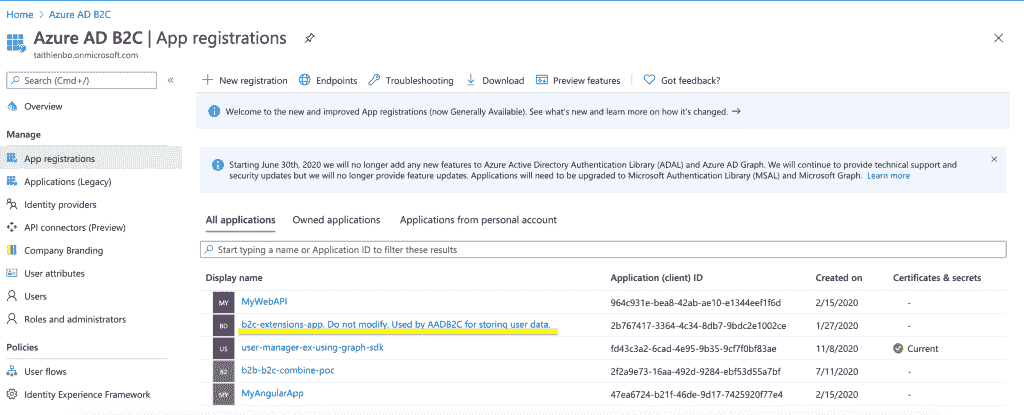 Home > Azure AD B2C
Azure AD B2C | App registrations
taithienbo.onmicrosoft.com
Search (Cmd+/)
«
Overview
Manage
App registrations
Applications (Legacy)
Identity providers
API connectors (Preview)
Company Branding
User attributes
Users
Roles and administrators
Policies
User flows
Identity Experience Framework
New registration Endpoints Troubleshooting Download Preview features Got feedback?
Welcome to the new and improved App registrations (now Generally Available). See what's new and learn more on how it's changed. →
Starting June 30th, 2020 we will no longer add any new features to Azure Active Directory Authentication Library (ADAL) and Azure AD Graph. We will continue to provide technical support and
security updates but we will no longer provide feature updates. Applications will need to be upgraded to Microsoft Authentication Library (MSAL) and Microsoft Graph. Learn more
All applications Owned applications Applications from personal account
Start typing a name or Application ID to filter these results
Display name Application (client) ID Created on Certificates & secrets
MY MyWebAPI 964c931e-bea8-42ab-ae10-e1344eef1f6d 2/15/2020 -
BD b2c-extensions-app. Do not modify. Used by AADB2C for storing user data. 2b767417-3364-4c34-8db7-9bdc2e1002ce 1/27/2020 -
US user-manager-ex-using-graph-sdk fd43c3a2-6cad-4e95-9b35-9cf7f0bf83ae 11/8/2020 Current
B2 b2b-b2c-combine-poc 2f2a9e73-16aa-492d-9284-ebf53d55a7bf 7/11/2020 -
MY MyAngularApp 47ea6724-b21f-46de-9d17-7425920f77e4 2/15/2020 -